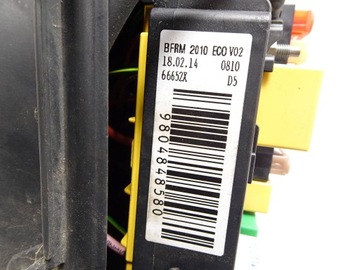 BFRM 2010 ECO V02
18.02.14 0810
66652X D5
9804848580